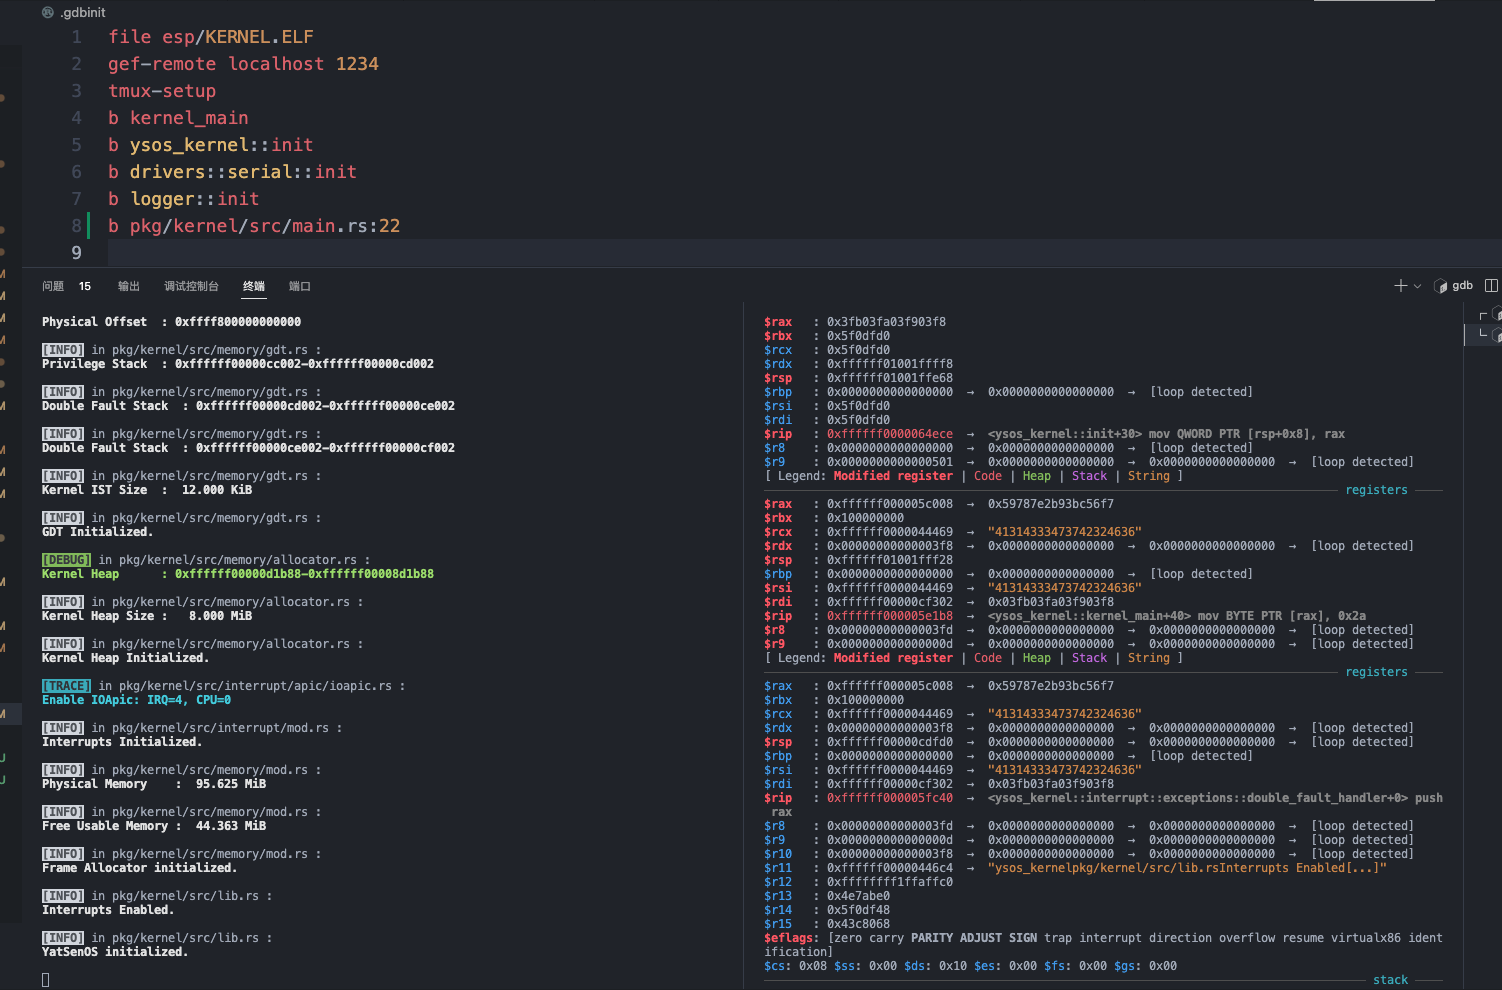 .gdbinit
1 file esp/KERNEL.ELF
2 gef-remote localhost 1234
3 tmux-setup
4 b kernel_main
5 b ysos_kernel::init
6 b drivers::serial::init
7 b logger::init
8 b pkg/kernel/src/main.rs:22
9
问题 15 输出 调试控制台 终端 端口
gdb
Physical Offset : 0xffff800000000000
[INFO] in pkg/kernel/src/memory/gdt.rs :
Privilege Stack : 0xffffff00000cc002-0xffffff00000cd002
[INFO] in pkg/kernel/src/memory/gdt.rs :
Double Fault Stack : 0xffffff00000cd002-0xffffff00000ce002
[INFO] in pkg/kernel/src/memory/gdt.rs :
Double Fault Stack : 0xffffff00000ce002-0xffffff00000cf002
[INFO] in pkg/kernel/src/memory/gdt.rs :
Kernel IST Size : 12.000 KiB
[INFO] in pkg/kernel/src/memory/gdt.rs :
GDT Initialized.
[DEBUG] in pkg/kernel/src/memory/allocator.rs :
Kernel Heap : 0xffffff00000d1b88-0xffffff00008d1b88
[INFO] in pkg/kernel/src/memory/allocator.rs :
Kernel Heap Size : 8.000 MiB
[INFO] in pkg/kernel/src/memory/allocator.rs :
Kernel Heap Initialized.
[TRACE] in pkg/kernel/src/interrupt/apic/ioapic.rs :
Enable IOApic: IRQ=4, CPU=0
[INFO] in pkg/kernel/src/interrupt/mod.rs :
Interrupts Initialized.
[INFO] in pkg/kernel/src/memory/mod.rs :
Physical Memory : 95.625 MiB
[INFO] in pkg/kernel/src/memory/mod.rs :
Free Usable Memory : 44.363 MiB
[INFO] in pkg/kernel/src/memory/mod.rs :
Frame Allocator initialized.
[INFO] in pkg/kernel/src/lib.rs :
Interrupts Enabled.
[INFO] in pkg/kernel/src/lib.rs :
YatSenOS initialized.
$rax : 0x3fb03fa03f903f8
$rbx : 0x5f0dfd0
$rcx : 0x5f0dfd0
$rdx : 0xffffff01001ffff8
$rsp : 0xffffff01001ffe68
$rbp : 0x0000000000000000 → 0x0000000000000000 → [loop detected]
$rsi : 0x5f0dfd0
$rdi : 0x5f0dfd0
$rip : 0xffffff0000064ece → <ysos_kernel::init+30> mov QWORD PTR [rsp+0x8], rax
$r8 : 0x0000000000000000 → [loop detected]
$r9 : 0x0000000000000501 → 0x0000000000000000 → 0x0000000000000000 → [loop detected]
[ Legend: Modified register | Code | Heap | Stack | String ]
registers
$rax : 0xffffff000005c008 → 0x59787e2b93bc56f7
$rbx : 0x100000000
$rcx : 0xffffff0000044469 → "41314333473742324636"
$rdx : 0x00000000000003f8 → 0x0000000000000000 → 0x0000000000000000 → [loop detected]
$rsp : 0xffffff01001fff28
$rbp : 0x0000000000000000 → [loop detected]
$rsi : 0xffffff0000044469 → "41314333473742324636"
$rdi : 0xffffff00000cf302 → 0x03fb03fa03f903f8
$rip : 0xffffff000005e1b8 → <ysos_kernel::kernel_main+40> mov BYTE PTR [rax], 0x2a
$r8 : 0x00000000000003fd → 0x0000000000000000 → 0x0000000000000000 → [loop detected]
$r9 : 0x000000000000000d → 0x0000000000000000 → 0x0000000000000000 → [loop detected]
[ Legend: Modified register | Code | Heap | Stack | String ]
registers
$rax : 0xffffff000005c008 → 0x59787e2b93bc56f7
$rbx : 0x100000000
$rcx : 0xffffff0000044469 → "41314333473742324636"
$rdx : 0x00000000000003f8 → 0x0000000000000000 → 0x0000000000000000 → [loop detected]
$rsp : 0xffffff00000cdfd0 → 0x0000000000000000 → 0x0000000000000000 → [loop detected]
$rbp : 0x0000000000000000 → [loop detected]
$rsi : 0xffffff0000044469 → "41314333473742324636"
$rdi : 0xffffff00000cf302 → 0x03fb03fa03f903f8
$rip : 0xffffff000005fc40 → <ysos_kernel::interrupt::exceptions::double_fault_handler+0> push
rax
$r8 : 0x00000000000003fd → 0x0000000000000000 → 0x0000000000000000 → [loop detected]
$r9 : 0x000000000000000d → 0x0000000000000000 → 0x0000000000000000 → [loop detected]
$r10 : 0x00000000000003f8 → 0x0000000000000000 → 0x0000000000000000 → [loop detected]
$r11 : 0xffffff00000446c4 → "ysos_kernelpkg/kernel/src/lib.rsInterrupts Enabled[...]"
$r12 : 0xffffffff1ffaffc0
$r13 : 0x4e7abe0
$r14 : 0x5f0df48
$r15 : 0x43c8068
$eflags: [zero carry PARITY ADJUST SIGN trap interrupt direction overflow resume virtualx86 ident
ification]
$cs: 0x08 $ss: 0x00 $ds: 0x10 $es: 0x00 $fs: 0x00 $gs: 0x00
stack